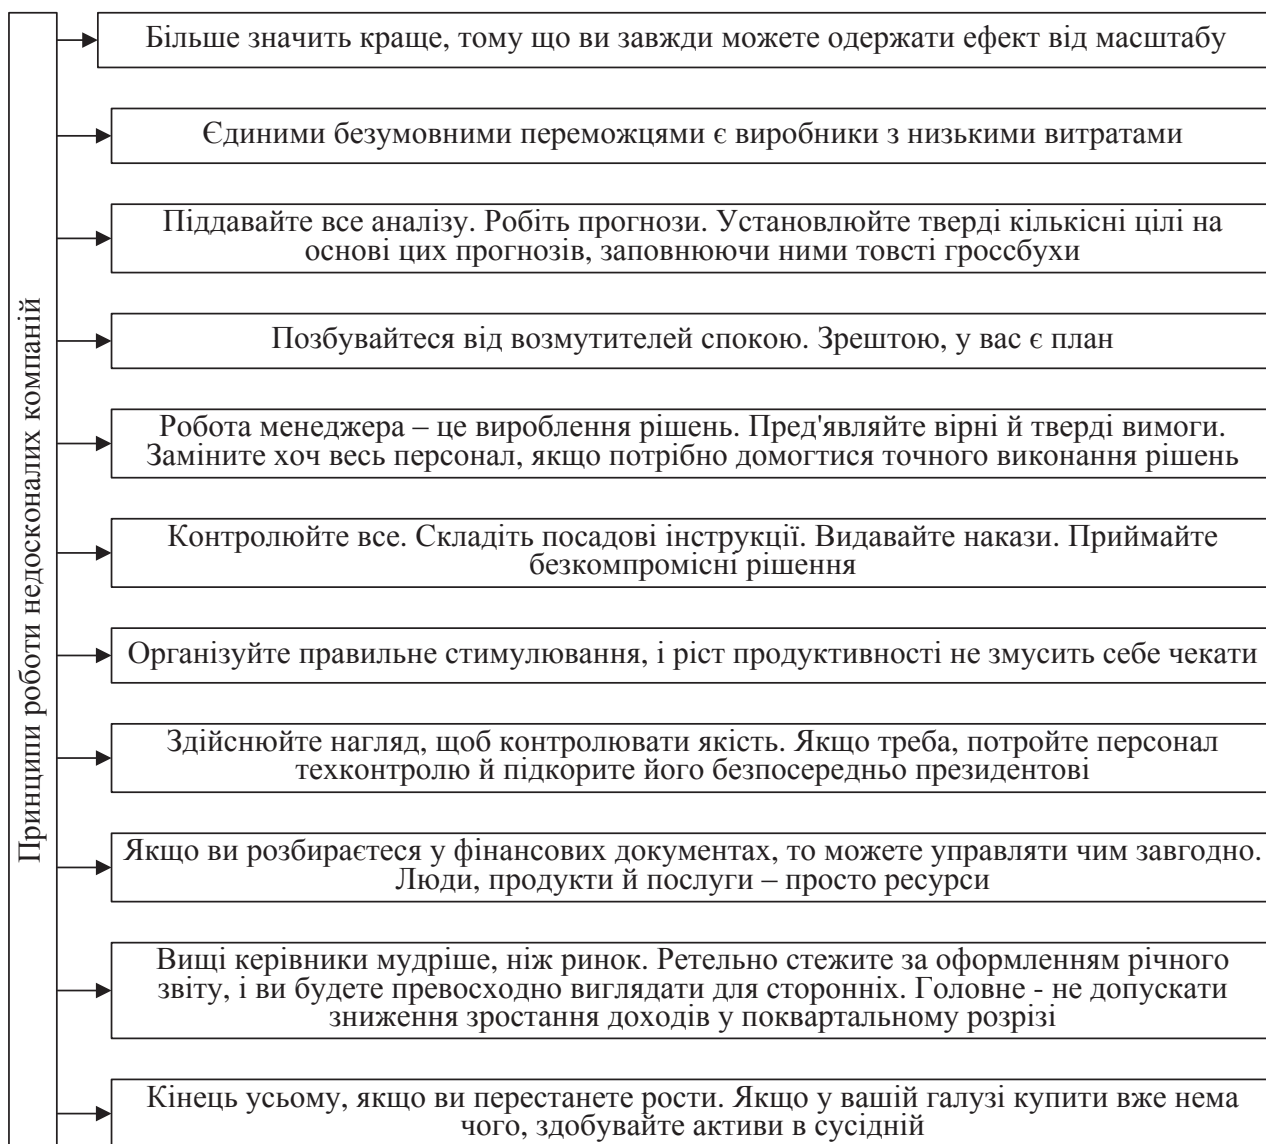 Принципи роботи недосконалих компаній
Більше значить краще, тому що ви завжди можете одержати ефект від масштабу
Єдиними безумовними переможцями є виробники з низькими витратами
Піддавайте все аналізу. Робіть прогнози. Установлюйте тверді кількісні цілі на
основі цих прогнозів, заповнюючи ними товсті гроссбухи
Позбувайтеся від возмутителей спокою. Зрештою, у вас є план
Робота менеджера – це вироблення рішень. Пред'являйте вірні й тверді вимоги.
Заміните хоч весь персонал, якщо потрібно домогтися точного виконання рішень
Контролюйте все. Складіть посадові інструкції. Видавайте накази. Приймайте
безкомпромісні рішення
Організуйте правильне стимулювання, і ріст продуктивності не змусить себе чекати
Здійснюйте нагляд, щоб контролювати якість. Якщо треба, потройте персонал
техконтролю й підкорите його безпосередньо президентові
Якщо ви розбираєтеся у фінансових документах, то можете управляти чим завгодно.
Люди, продукти й послуги – просто ресурси
Вищі керівники мудріше, ніж ринок. Ретельно стежите за оформленням річного
звіту, і ви будете превосходно виглядати для сторонніх. Головне - не допускати
зниження зростання доходів у поквартальному розрізі
Кінець усьому, якщо ви перестанете рости. Якщо у вашій галузі купити вже нема
чого, здобувайте активи в сусідній